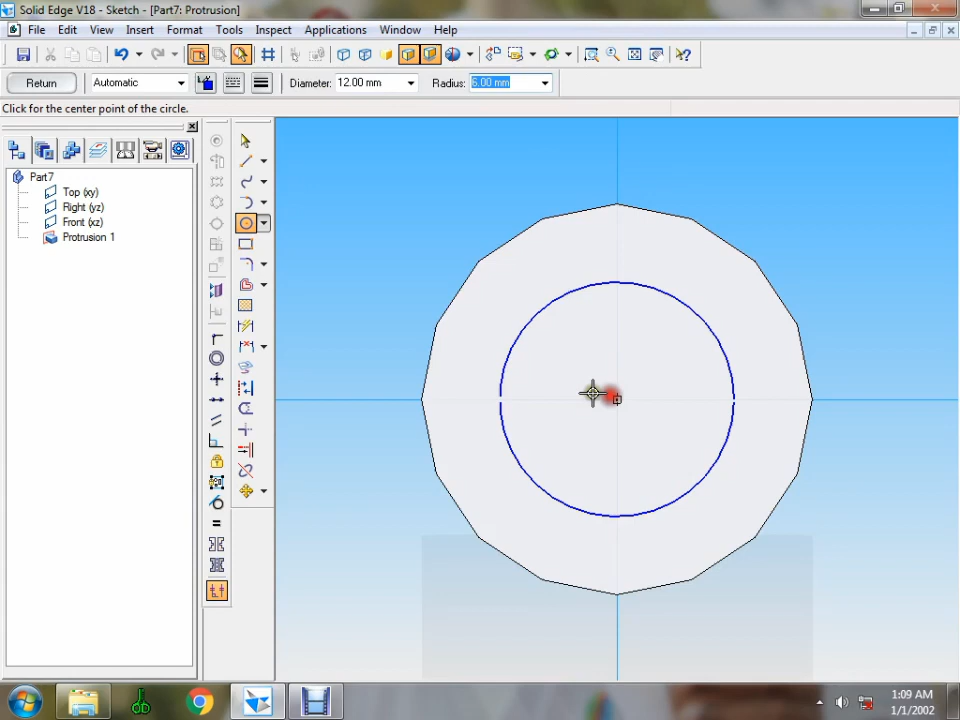 Solid Edge V18 - Sketch - [Part7: Protrusion]
File Edit View Insert Format Tools Inspect Applications Window Help
Return Automatic Diameter: 12.00 mm Radius: 6.00 mm
Click for the center point of the circle.
Part7
Top (xy)
Right (yz)
Front (xz)
Protrusion 1
1:09 AM
1/1/2002